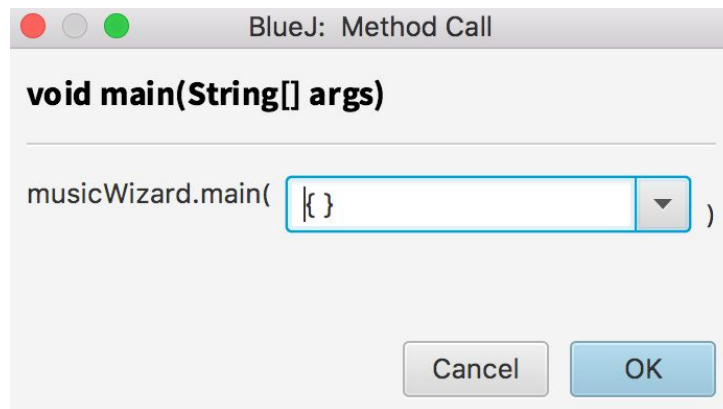 BlueJ: Method Call
void main(String[] args)
musicWizard.main( { } )
Cancel OK